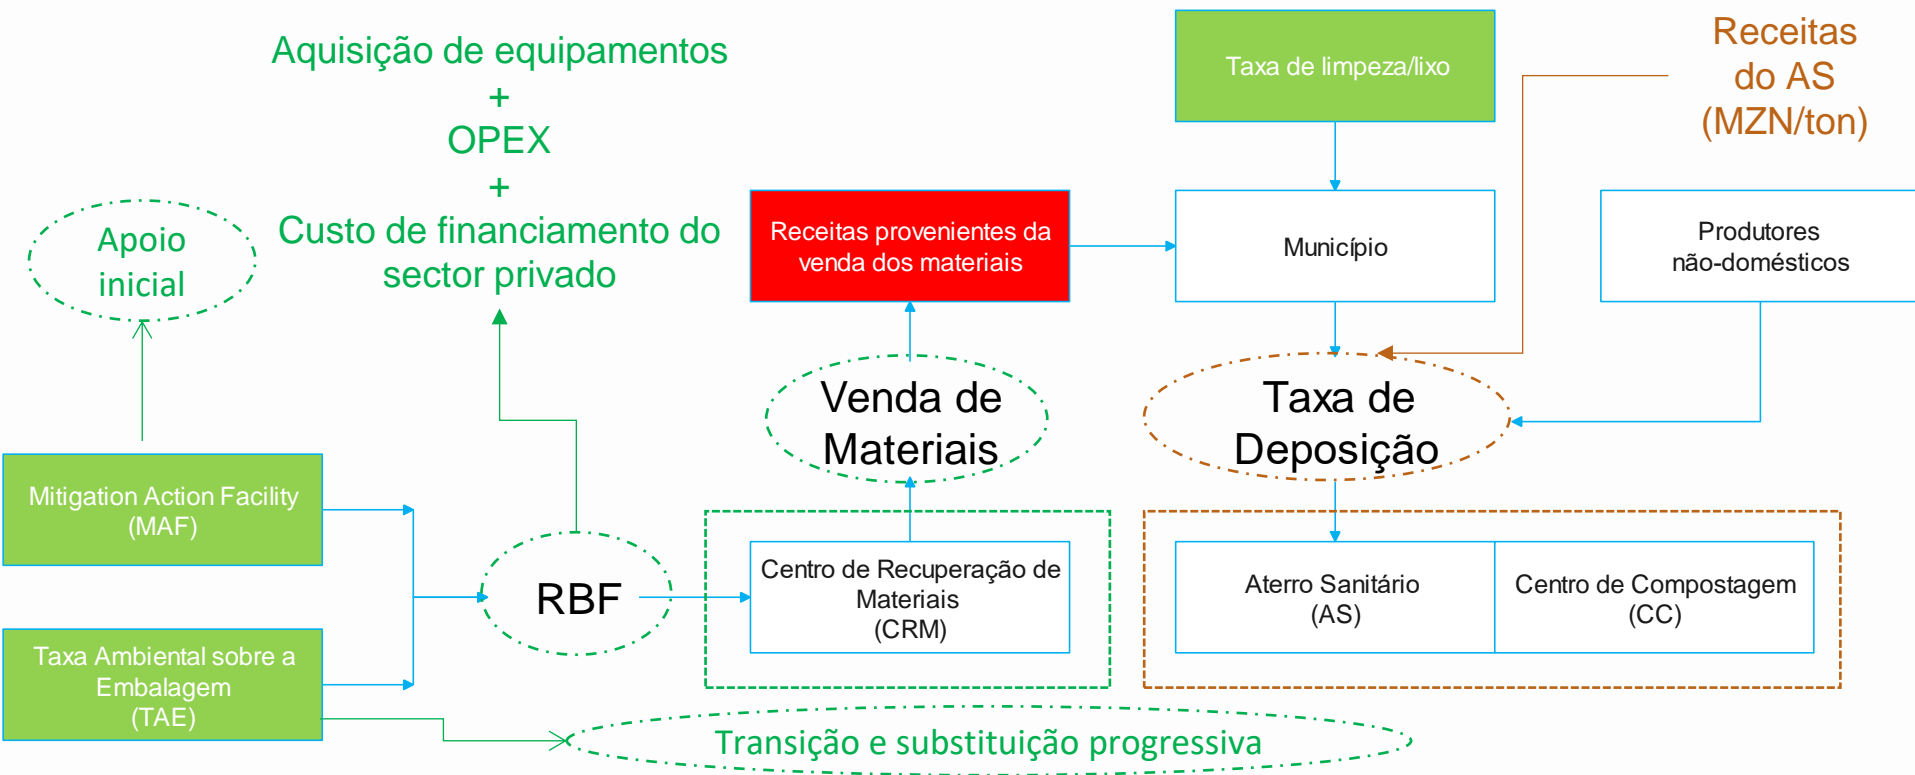 Aquisição de equipamentos
+
OPEX
+
Custo de financiamento do
sector privado
Taxa de limpeza/lixo
Receitas
do AS
(MZN/ton)
Apoio
inicial
Receitas provenientes da
venda dos materiais
Município
Produtores
não-domésticos
Venda de
Materiais
Taxa de
Deposição
Mitigation Action Facility
(MAF)
RBF
Centro de Recuperação de
Materiais
(CRM)
Aterro Sanitário
(AS)
Centro de Compostagem
(CC)
Taxa Ambiental sobre a
Embalagem
(TAE)
Transição e substituição progressiva